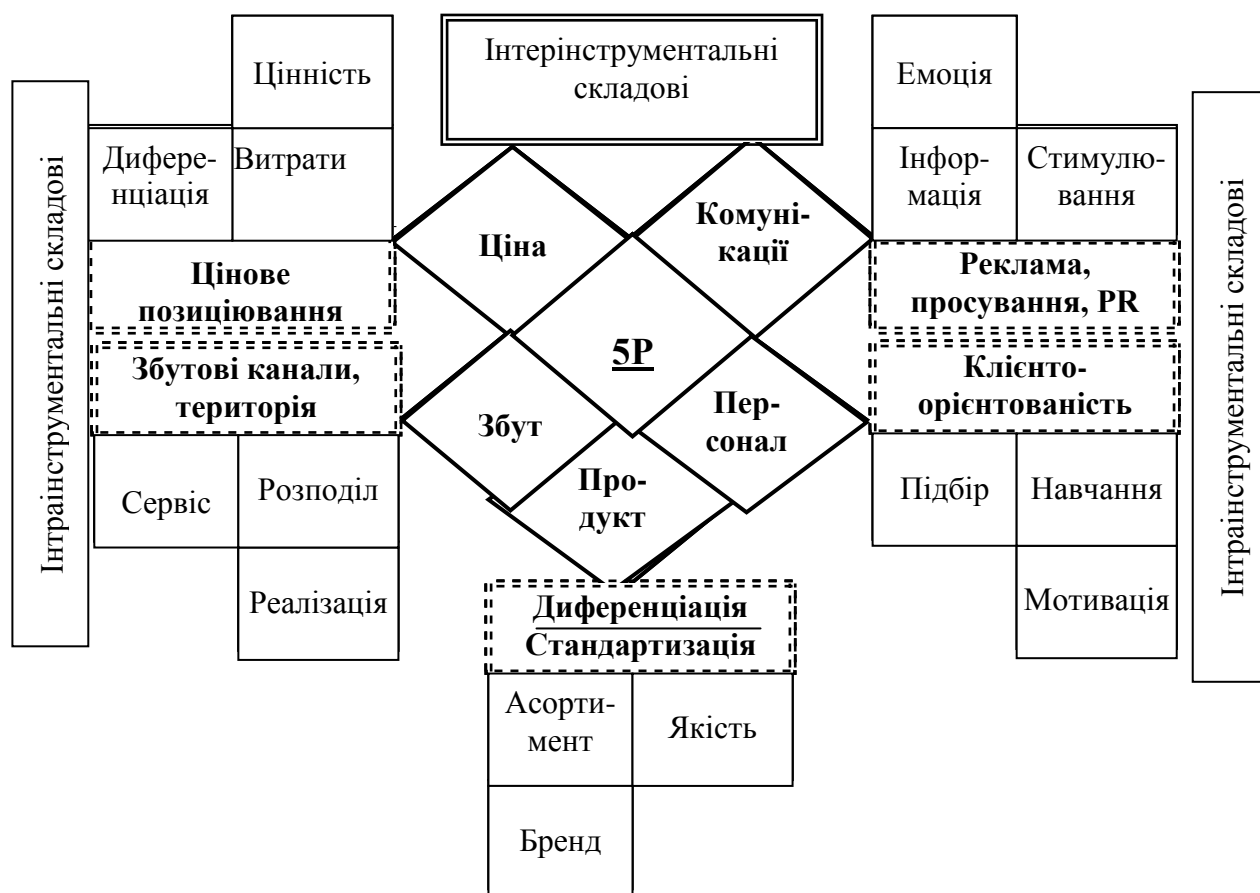 Інтерінструментальні
складові
Цінність
Дифере-
нціація
Витрати
Цінове
позиціювання
Збутові канали,
територія
Сервіс
Розподіл
Реалізація
Інтраінструментальні складові
Ціна
Комуні-
кації
5P
Збут
Пер-
сонал
Про-
дукт
Диференціація
Стандартизація
Асорти-
мент
Якість
Бренд
Емоція
Інфор-
мація
Стимулю-
вання
Реклама,
просування, PR
Клієнто-
орієнтованість
Підбір
Навчання
Мотивація
Інтраінструментальні складові